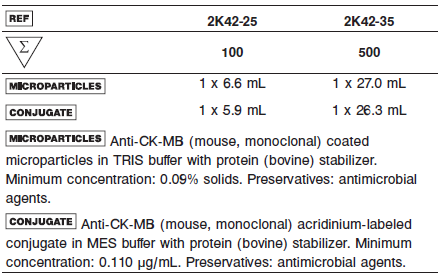 REF 2K42-25 2K42-35
Σ 100 500
MICROPARTICLES 1 x 6.6 mL 1 x 27.0 mL
CONJUGATE 1 x 5.9 mL 1 x 26.3 mL
MICROPARTICLES Anti-CK-MB (mouse, monoclonal) coated
microparticles in TRIS buffer with protein (bovine) stabilizer.
Minimum concentration: 0.09% solids. Preservatives: antimicrobial
agents.
CONJUGATE Anti-CK-MB (mouse, monoclonal) acridinium-labeled
conjugate in MES buffer with protein (bovine) stabilizer. Minimum
concentration: 0.110 µg/mL. Preservatives: antimicrobial agents.